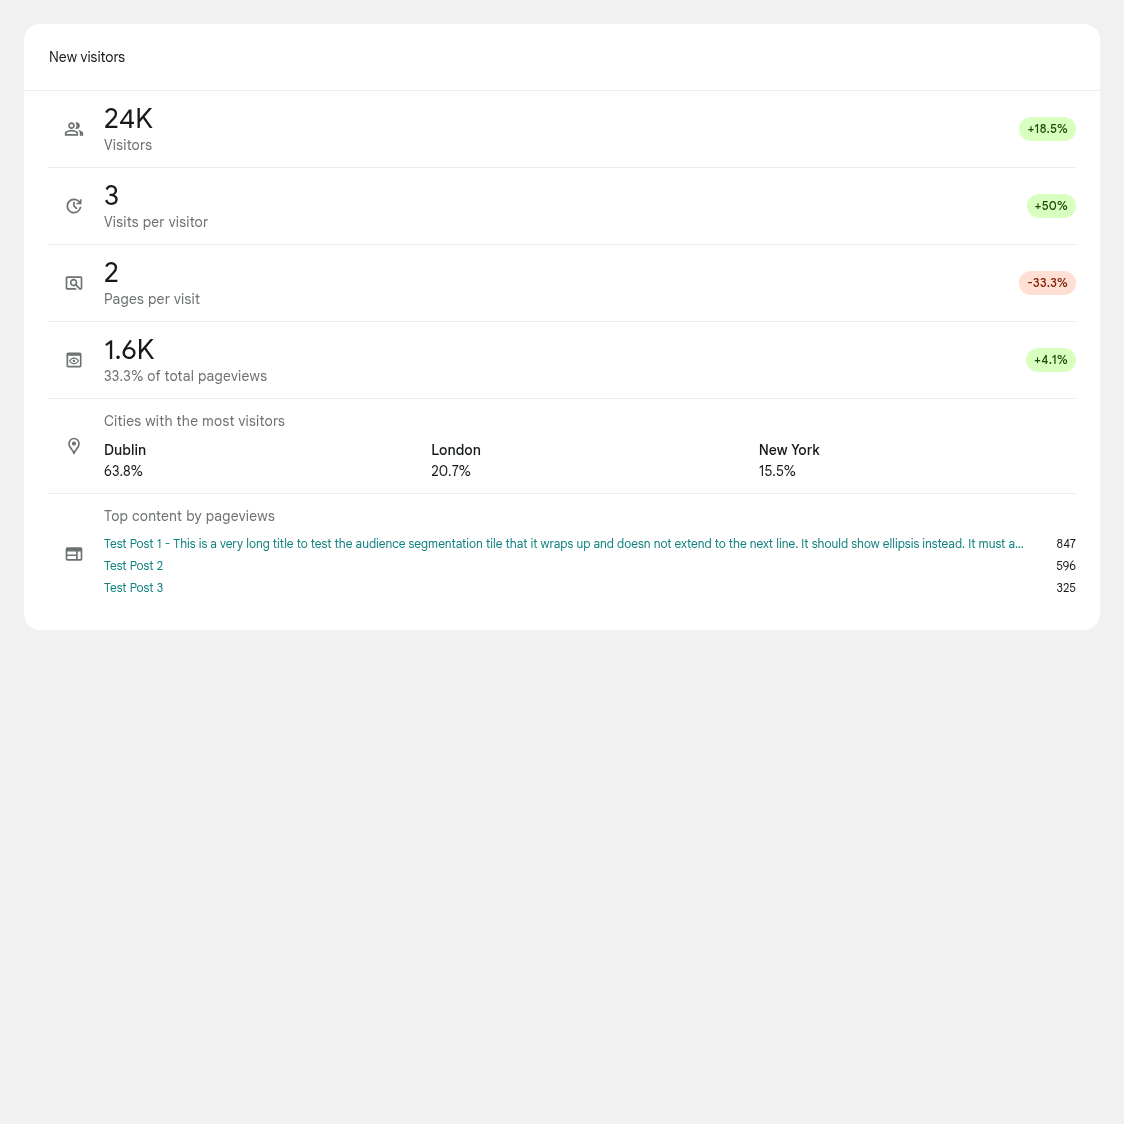 New visitors
24K
Visitors
+18.5%
3
Visits per visitor
+50%
2
Pages per visit
-33.3%
1.6K
33.3% of total pageviews
+4.1%
Cities with the most visitors
Dublin London New York
63.8% 20.7% 15.5%
Top content by pageviews
Test Post 1 - This is a very long title to test the audience segmentation tile that it wraps up and doesn not extend to the next line. It should show ellipsis instead. It must a... 847
Test Post 2 596
Test Post 3 325